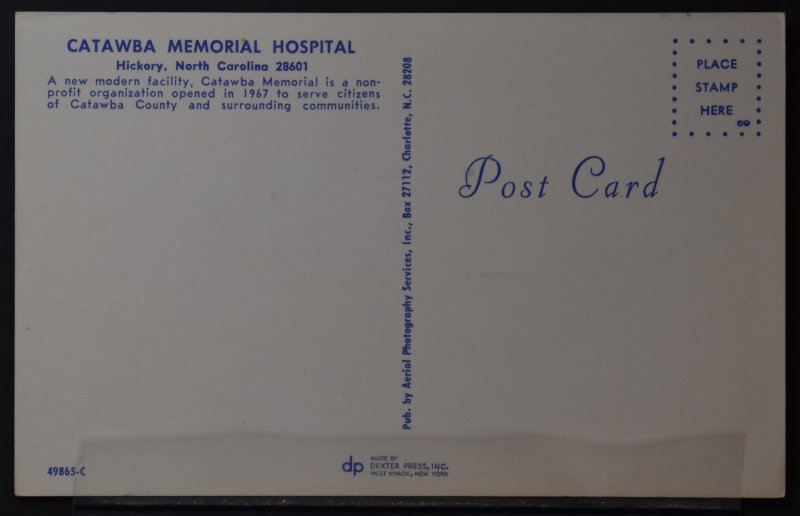 CATAWBA MEMORIAL HOSPITAL
Hickory, North Carolina 28601
A new modern facility, Catawba Memorial is a non-
profit organization opened in 1967 to serve citizens
of Catawba County and surrounding communities.
Pub. by Aerial Photography Services, Inc., Box 27112, Charlotte, N.C. 28208
PLACE
STAMP
HERE
69
Post Card
49865-C
dp
MADE BY
DEXTER PRESS, INC.
WEST NYACK, NEW YORK